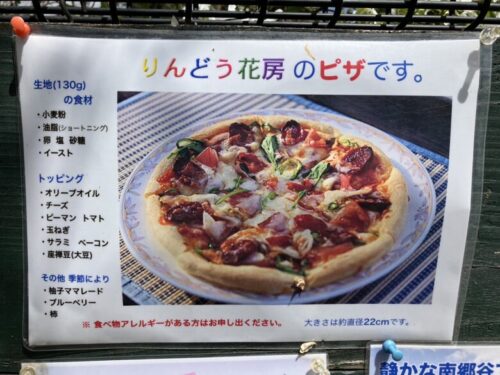 りんどう花房 のピザです。
生地(130g)
の食材
・小麦粉
・油脂(ショートニング)
・卵 塩 砂糖
・イースト
トッピング
・オリーブオイル
・チーズ
・ピーマン トマト
・玉ねぎ
・サラミ ベーコン
・座禅豆(大豆)
その他 季節により
・柚子ママレード
・ブルーベリー
・柿
※ 食べ物アレルギーがある方はお申し出ください。
大きさは約直径22cmです。
静かな南郷谷